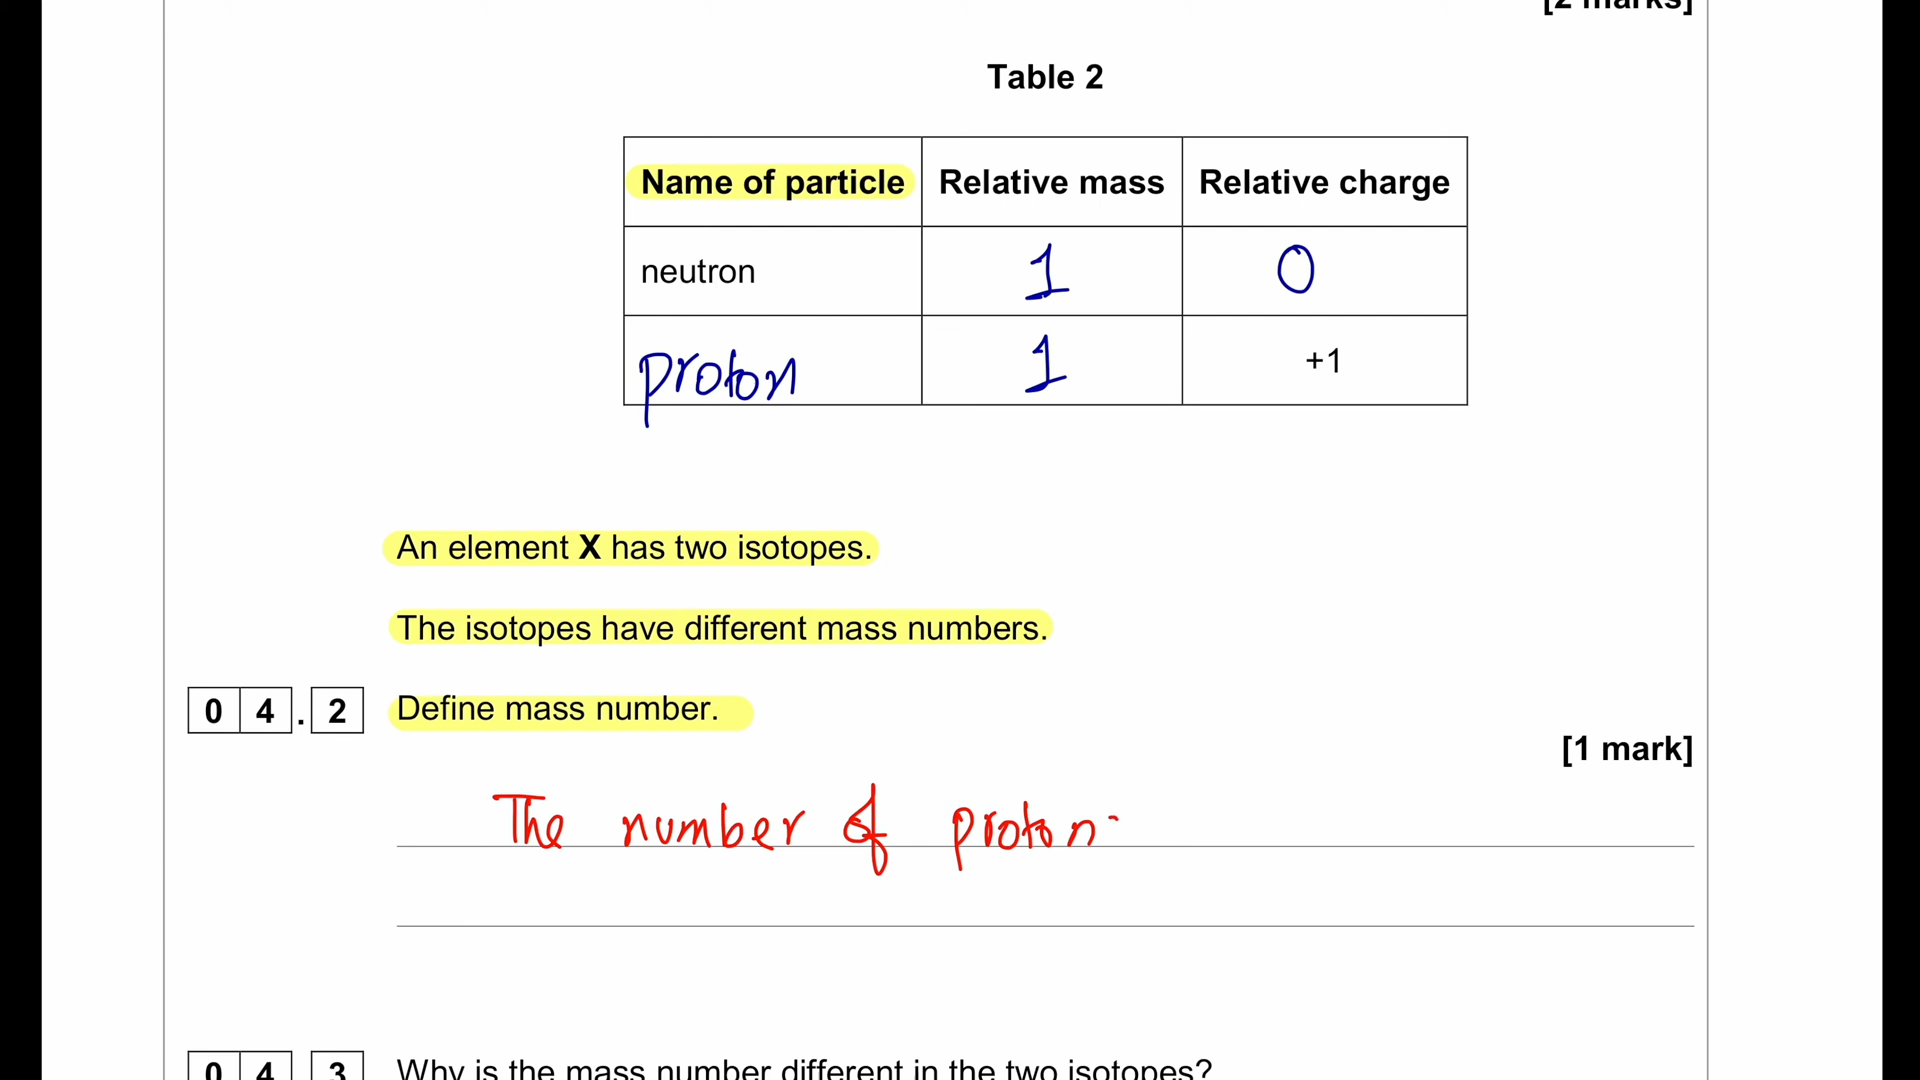 [2 marks]
Table 2
Name of particle Relative mass Relative charge
neutron 1 0
proton 1 +1
An element X has two isotopes.
The isotopes have different mass numbers.
0 4 . 2 Define mass number.
[1 mark]
The number of proton
0 4 3 Why is the mass number different in the two isotopes?